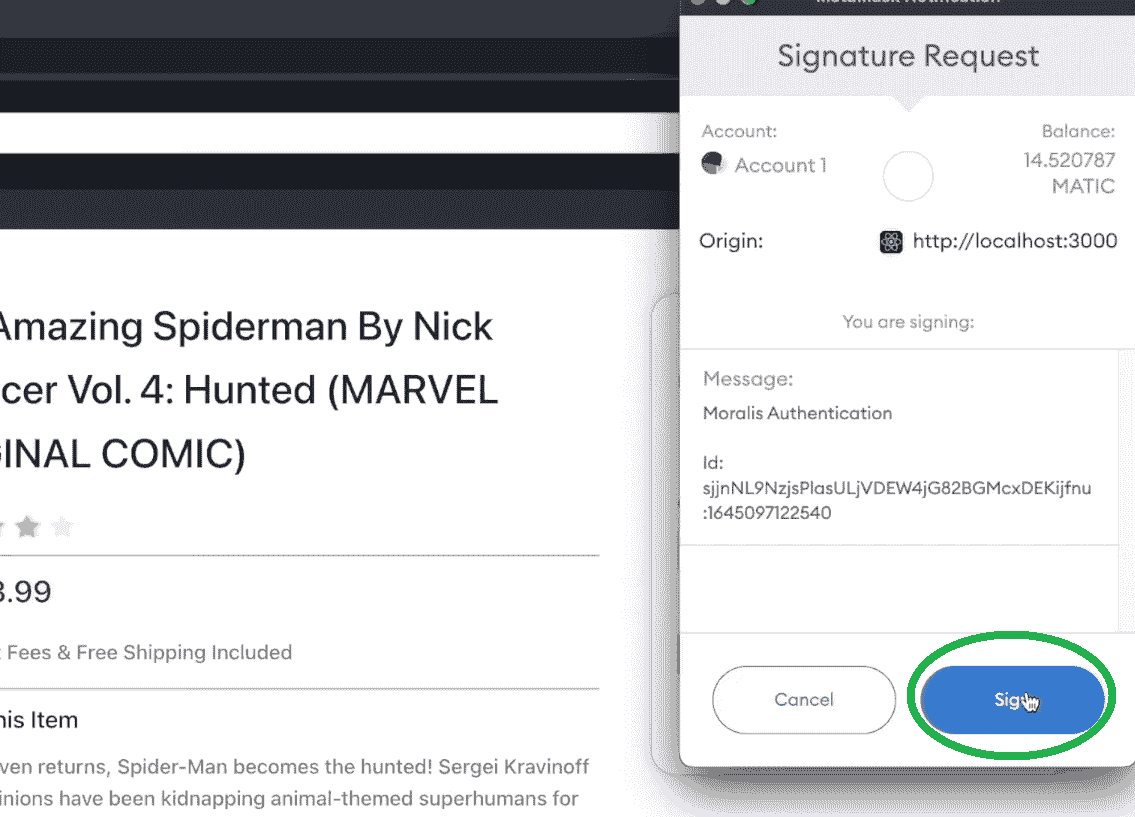 Signature Request
Account:
Balance:
Account 1
14.520787
MATIC
Origin:
http://localhost:3000
You are signing:
Message:
Moralis Authentication
Id:
sjjnNL9NzjsPlasULjVDEW4jG82BGMcxDEKijfnu
:1645097122540
Cancel
Sign
Amazing Spiderman By Nick
cer Vol. 4: Hunted (MARVEL
GINAL COMIC)
3.99
Fees & Free Shipping Included
his Item
ven returns, Spider-Man becomes the hunted! Sergei Kravinoff
inions have been kidnapping animal-themed superhumans for